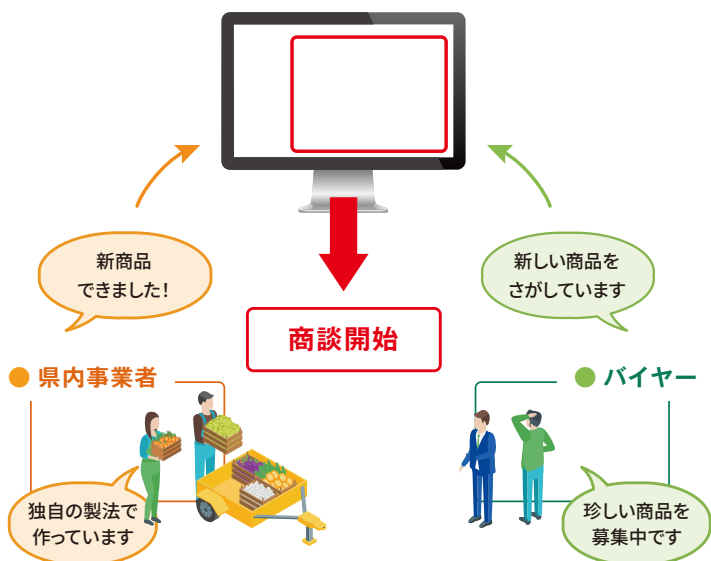 新商品
できました!
新しい商品を
さがしています
商談開始
県内事業者
バイヤー
独自の製法で
作っています
珍しい商品を
募集中です